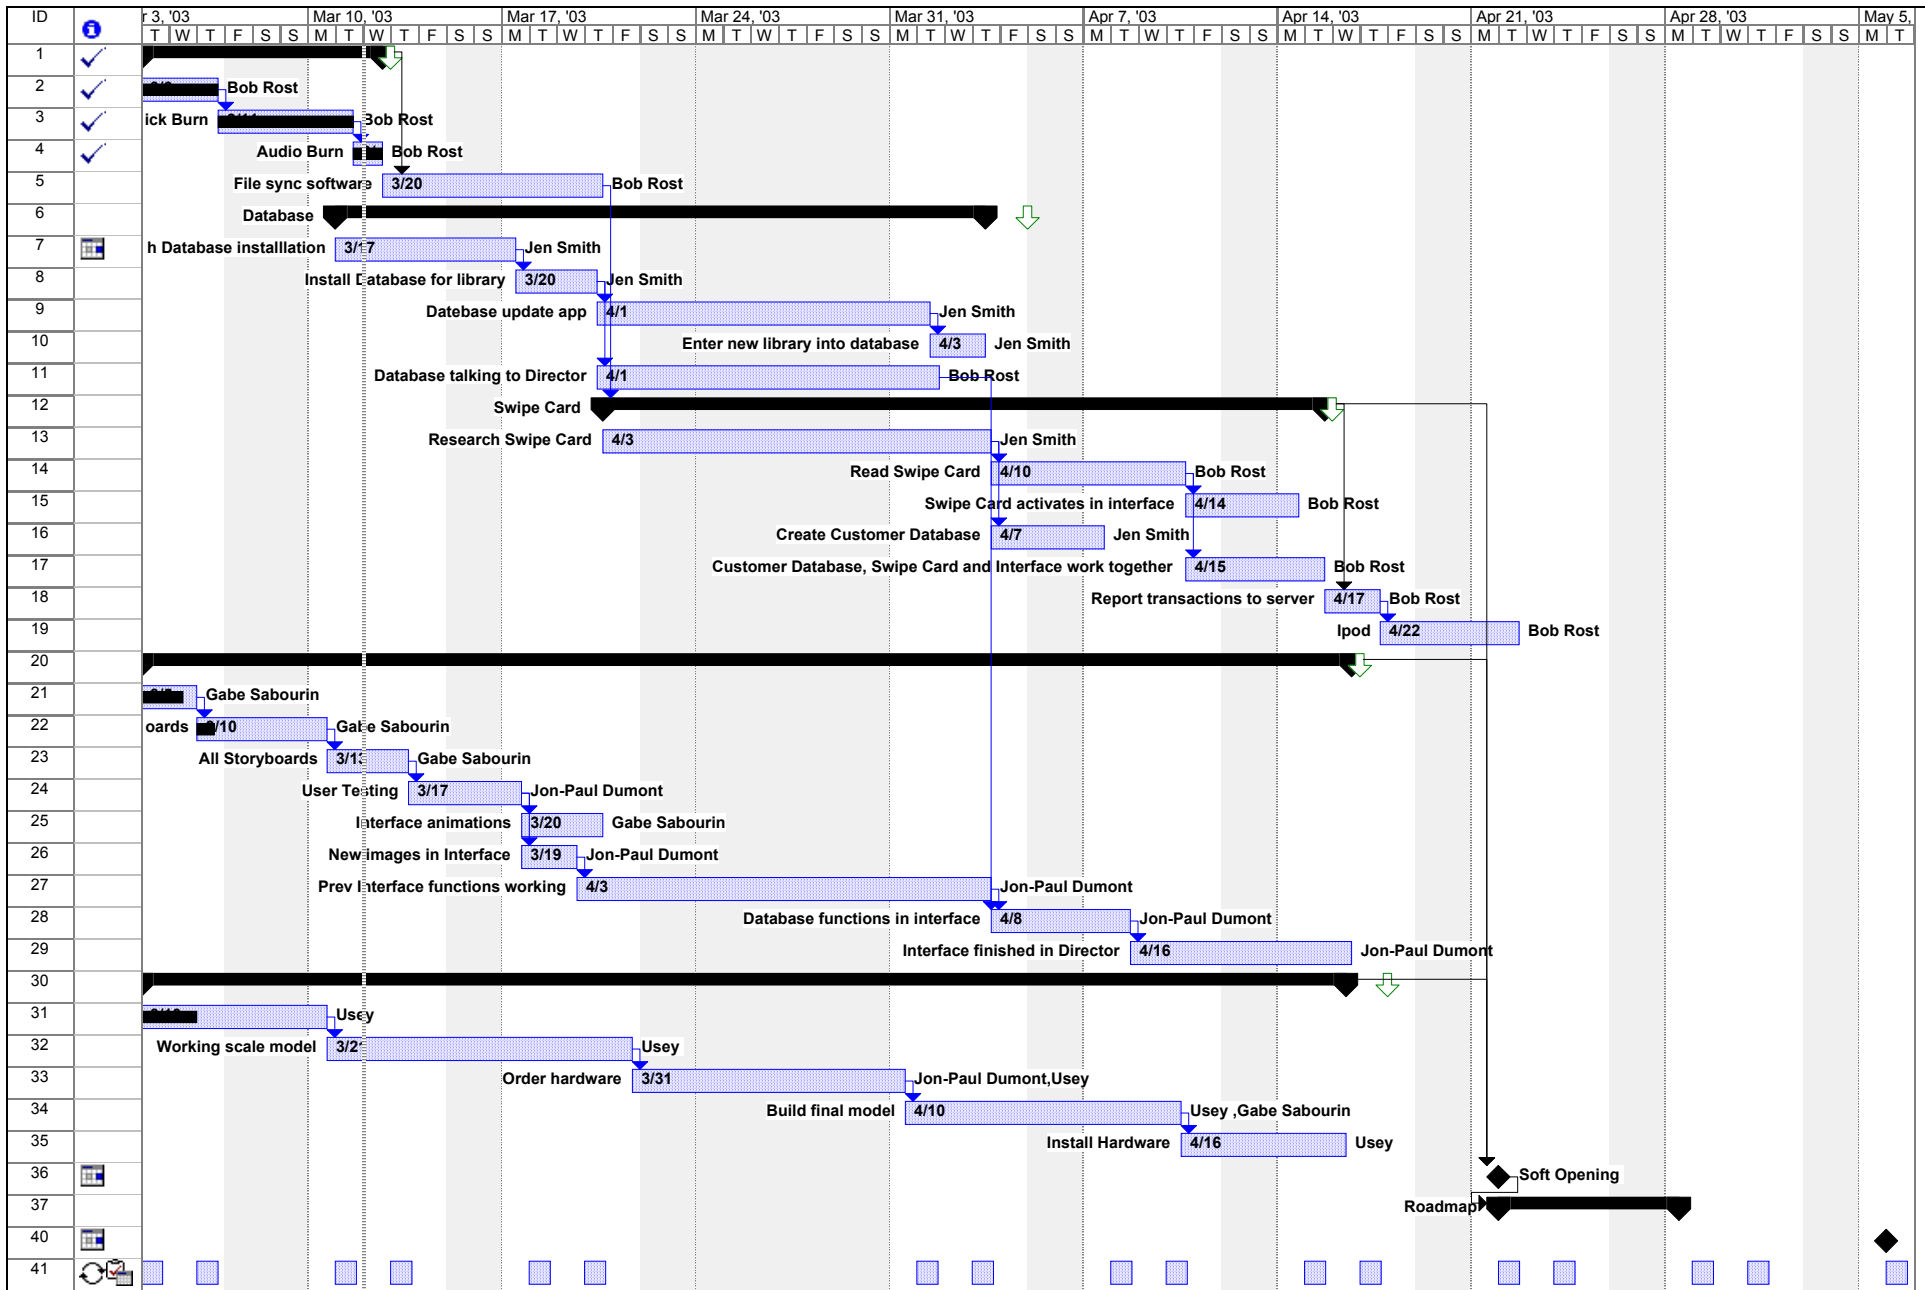 ID r 3, '03 Mar 10, '03 Mar 17, '03 Mar 24, '03 Mar 31, '03 Apr 7, '03 Apr 14, '03 Apr 21, '03 Apr 28, '03 May 5,
T W T F S S M T W T F S S M T W T F S S M T W T F S S M T W T F S S M T W T F S S M T W T F S S M T W T F S S M T W T F S S M T
1
2 Bob Rost
3 ick Burn Bob Rost
4 Audio Burn Bob Rost
5 File sync software 3/20 Bob Rost
6 Database
7 h Database installlation 3/17 Jen Smith
8 Install Database for library 3/20 Jen Smith
9 Datebase update app 4/1 Jen Smith
10 Enter new library into database 4/3 Jen Smith
11 Database talking to Director 4/1 Bob Rost
12 Swipe Card
13 Research Swipe Card 4/3 Jen Smith
14 Read Swipe Card 4/10 Bob Rost
15 Swipe Card activates in interface 4/14 Bob Rost
16 Create Customer Database 4/7 Jen Smith
17 Customer Database, Swipe Card and Interface work together 4/15 Bob Rost
18 Report transactions to server 4/17 Bob Rost
19 Ipod 4/22 Bob Rost
20
21 Gabe Sabourin
22 oards /10 Gabe Sabourin
23 All Storyboards 3/13 Gabe Sabourin
24 User Testing 3/17 Jon-Paul Dumont
25 Interface animations 3/20 Gabe Sabourin
26 New images in Interface 3/19 Jon-Paul Dumont
27 Prev Interface functions working 4/3 Jon-Paul Dumont
28 Database functions in interface 4/8 Jon-Paul Dumont
29 Interface finished in Director 4/16 Jon-Paul Dumont
30
31 Usey
32 Working scale model 3/21 Usey
33 Order hardware 3/31 Jon-Paul Dumont,Usey
34 Build final model 4/10 Usey ,Gabe Sabourin
35 Install Hardware 4/16 Usey
36 Soft Opening
37 Roadmap
40
41